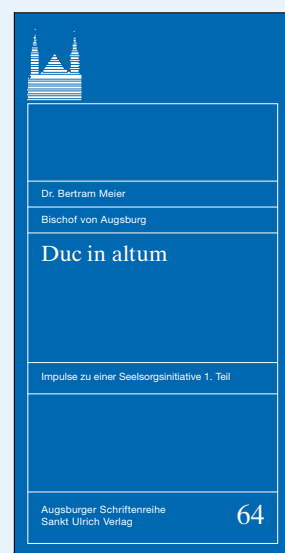 Dr. Bertram Meier
Bischof von Augsburg
Duc in altum
Impulse zu einer Seelsorgsinitiative 1. Teil
Augsburger Schriftenreihe
Sankt Ulrich Verlag
64